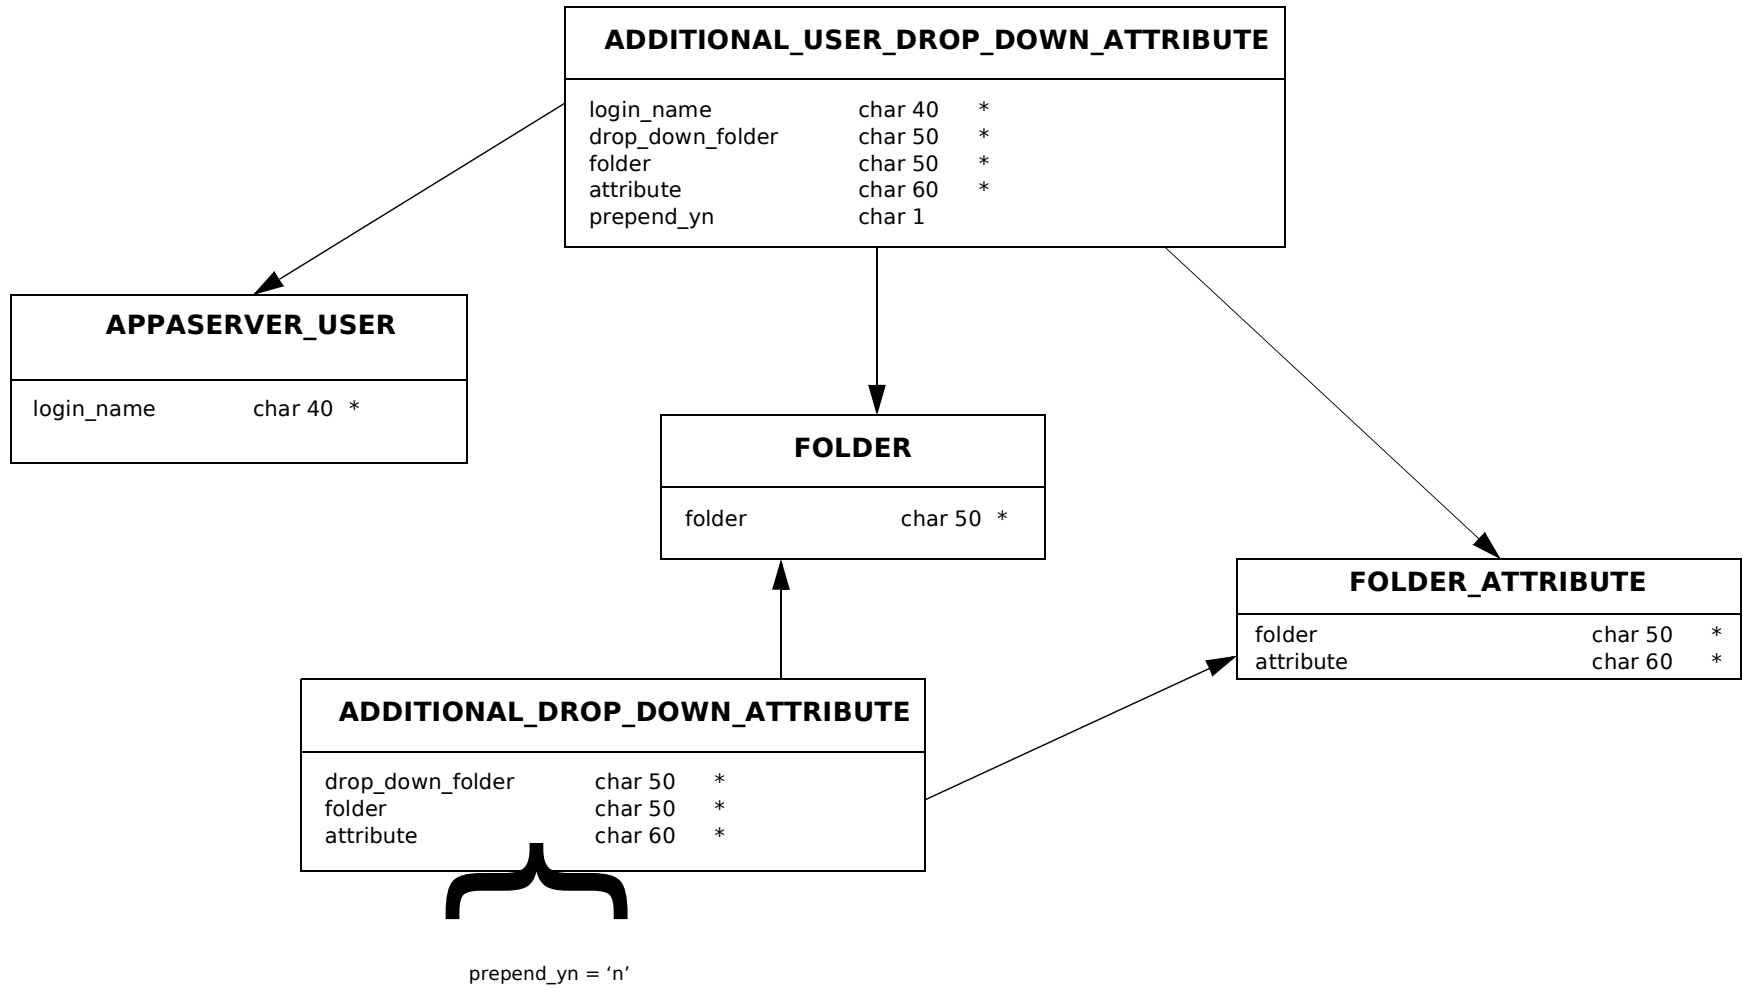 ADDITIONAL_USER_DROP_DOWN_ATTRIBUTE
login_name char 40 *
drop_down_folder char 50 *
folder char 50 *
attribute char 60 *
prepend_yn char 1
APPASERVER_USER
login_name char 40 *
FOLDER
folder char 50 *
FOLDER_ATTRIBUTE
folder char 50 *
attribute char 60 *
ADDITIONAL_DROP_DOWN_ATTRIBUTE
drop_down_folder char 50 *
folder char 50 *
attribute char 60 *
prepend_yn = ‘n’